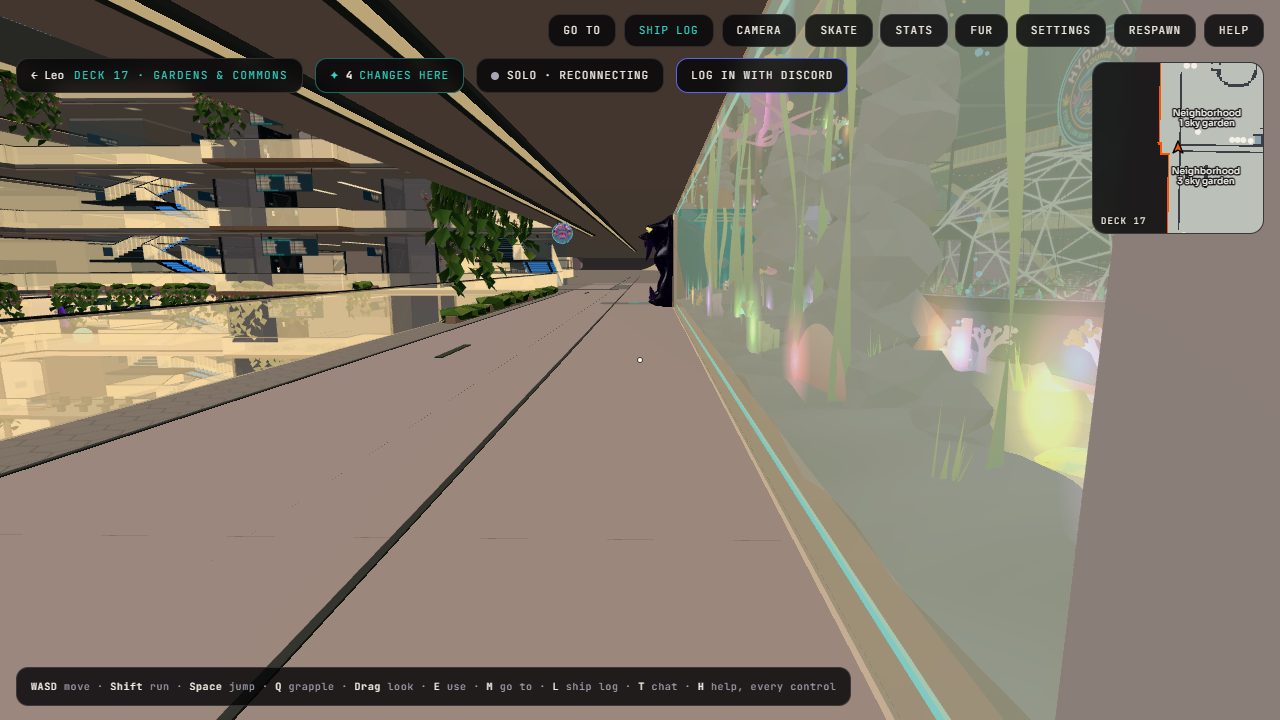 GO TO
SHIP LOG
CAMERA
SKATE
STATS
FUR
SETTINGS
RESPAWN
HELP
← Leo DECK 17 · GARDENS & COMMONS
✦ 4 CHANGES HERE
SOLO · RECONNECTING
LOG IN WITH DISCORD
Neighborhood
1 sky garden
Neighborhood
3 sky garden
DECK 17
WASD move · Shift run · Space jump · Q grapple · Drag look · E use · M go to · L ship log · T chat · H help, every control